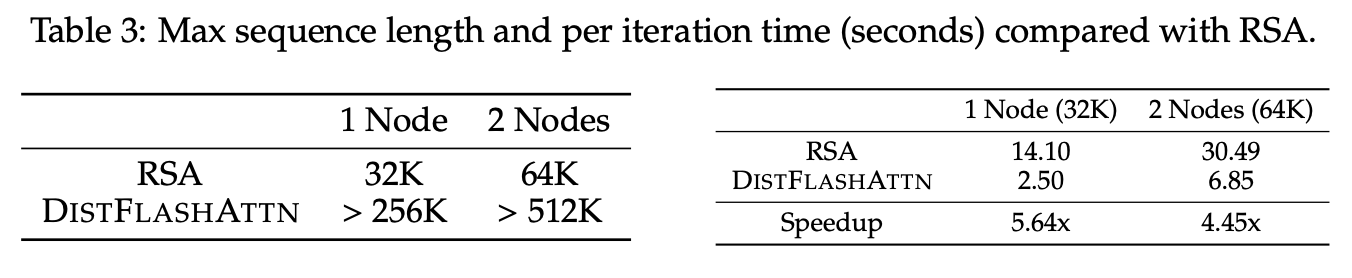 Table 3: Max sequence length and per iteration time (seconds) compared with RSA.
1 Node 2 Nodes
RSA 32K 64K
DISTFLASHATTN > 256K > 512K
1 Node (32K) 2 Nodes (64K)
RSA 14.10 30.49
DISTFLASHATTN 2.50 6.85
Speedup 5.64x 4.45x